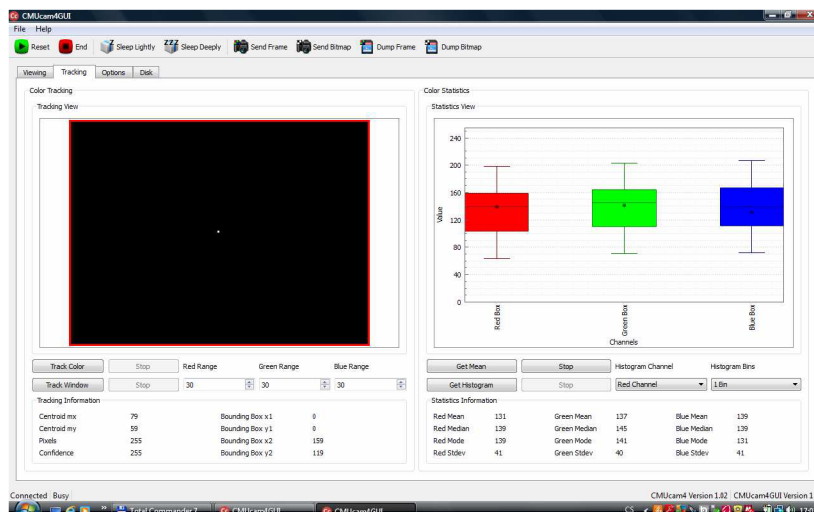 CMUcam4GUI
File Help
Reset End Sleep Lightly Sleep Deeply Send Frame Send Bitmap Dump Frame Dump Bitmap
Viewing Tracking Options Disk
Color Tracking
Tracking View
Track Color Stop Red Range Green Range Blue Range
Track Window Stop 30 30 30
Tracking Information
Centroid mx 79 Bounding Box x1 0
Centroid my 59 Bounding Box y1 0
Pixels 255 Bounding Box x2 159
Confidence 255 Bounding Box y2 119
Color Statistics
Statistics View
240
200
160
120
80
40
0
Value
Red Box
Green Box
Blue Box
Channels
Get Mean Stop Histogram Channel Histogram Bins
Get Histogram Stop Red Channel 1 Bin
Statistics Information
Red Mean 131 Green Mean 137 Blue Mean 139
Red Median 139 Green Median 145 Blue Median 139
Red Mode 139 Green Mode 141 Blue Mode 131
Red Stdev 41 Green Stdev 40 Blue Stdev 41
Connected Busy CMUcam4 Version 1.02 CMUcam4GUI Version 1
Total Commander 7 CMUcam4GUI CMUcam4GUI CS